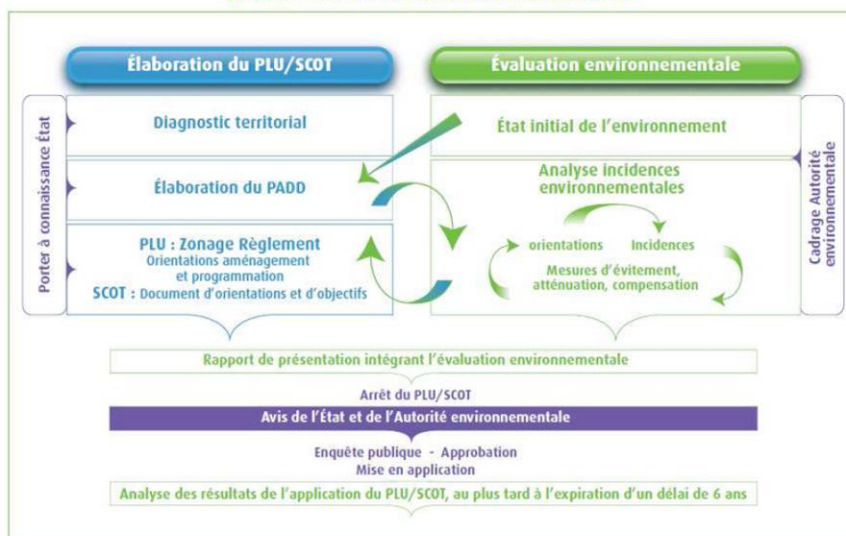 Élaboration du PLU/SCOT
Évaluation environnementale
Porter à connaissance État
Diagnostic territorial
Élaboration du PADD
PLU : Zonage Règlement
Orientations aménagement
et programmation
SCOT : Document d'orientations et d'objectifs
État initial de l'environnement
Analyse incidences
environnementales
orientations
Incidences
Mesures d'évitement,
atténuation, compensation
Cadrage Autorité
environnementale
Rapport de présentation intégrant l'évaluation environnementale
Arrêt du PLU/SCOT
Avis de l'État et de l'Autorité environnementale
Enquête publique - Approbation
Mise en application
Analyse des résultats de l'application du PLU/SCOT, au plus tard à l'expiration d'un délai de 6 ans